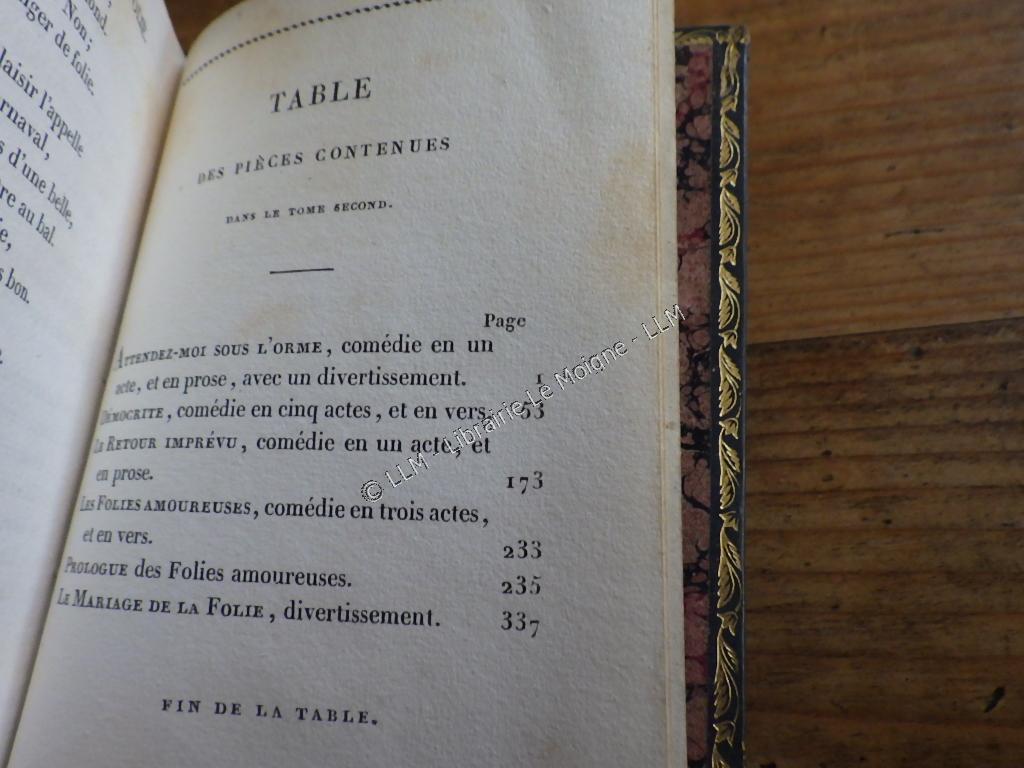 ond.
Non;
nger de folie.
laisir l'appelle
rnaval,
s d'une belle,
re au bal.
s bon.
TABLE
DES PIÈCES CONTENUES
DANS LE TOME SECOND.
Page
ATTENDEZ-MOI SOUS L'ORME, comédie en un
acte, et en prose, avec un divertissement. 1
DÉMOCRITE, comédie en cinq actes, et en vers.
LE RETOUR IMPRÉVU, comédie en un acte, et
en prose. 173
LES FOLIES AMOUREUSES, comédie en trois actes,
et en vers. 233
PROLOGUE des Folies amoureuses. 235
LE MARIAGE DE LA FOLIE, divertissement. 337
FIN DE LA TABLE.
© LLM - Librairie Le Moigne - LLM